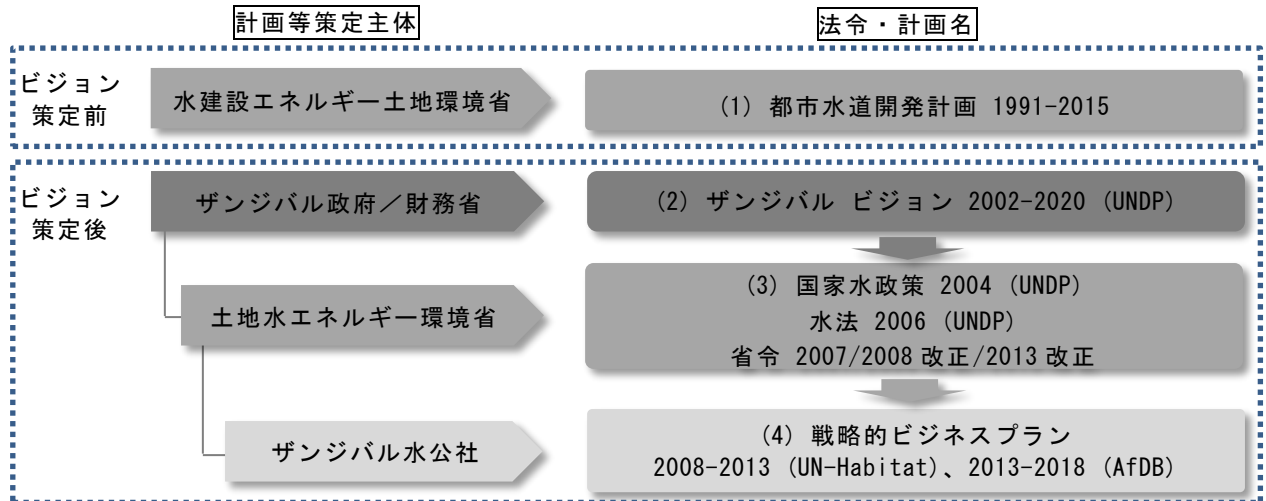 計画等策定主体
法令・計画名
ビジョン
策定前
水建設エネルギー土地環境省
(1) 都市水道開発計画 1991-2015
ビジョン
策定後
ザンジバル政府／財務省
(2) ザンジバル ビジョン 2002-2020 (UNDP)
土地水エネルギー環境省
(3) 国家水政策 2004 (UNDP)
水法 2006 (UNDP)
省令 2007/2008 改正/2013 改正
ザンジバル水公社
(4) 戦略的ビジネスプラン
2008-2013 (UN-Habitat)、2013-2018 (AfDB)